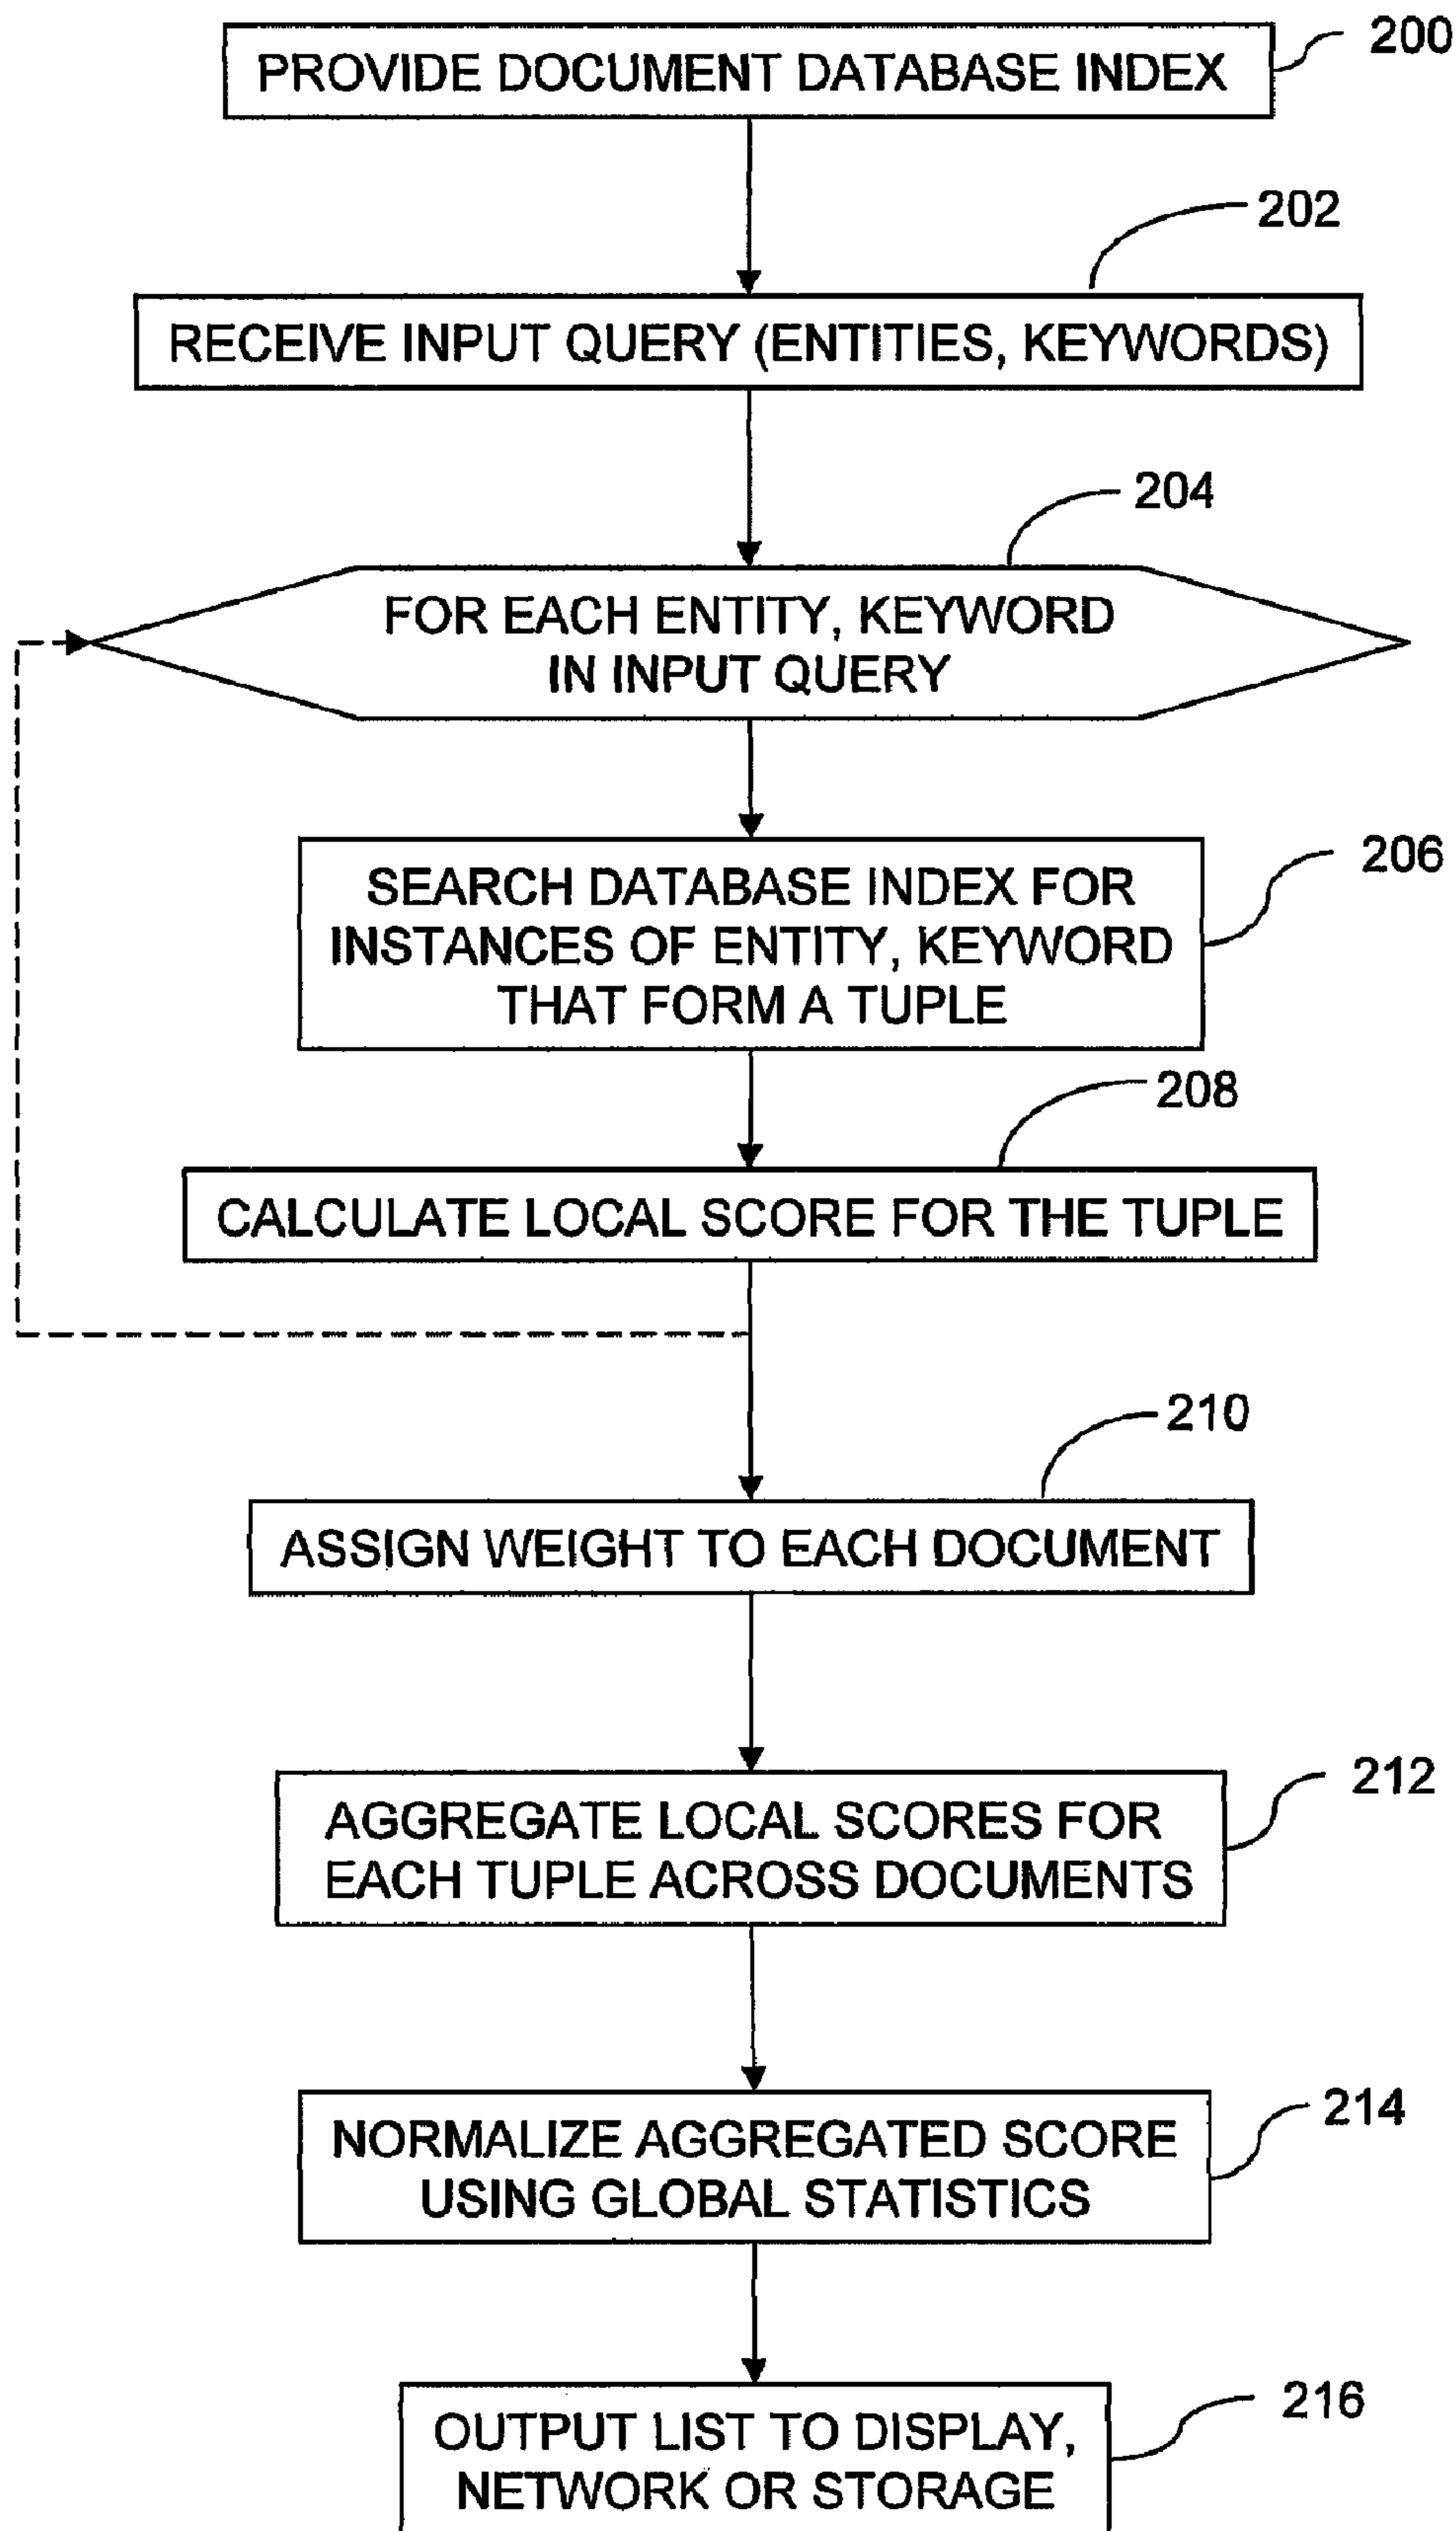 PROVIDE DOCUMENT DATABASE INDEX
200
202
RECEIVE INPUT QUERY (ENTITIES, KEYWORDS)
204
FOR EACH ENTITY, KEYWORD
IN INPUT QUERY
206
SEARCH DATABASE INDEX FOR
INSTANCES OF ENTITY, KEYWORD
THAT FORM A TUPLE
208
CALCULATE LOCAL SCORE FOR THE TUPLE
210
ASSIGN WEIGHT TO EACH DOCUMENT
212
AGGREGATE LOCAL SCORES FOR
EACH TUPLE ACROSS DOCUMENTS
214
NORMALIZE AGGREGATED SCORE
USING GLOBAL STATISTICS
216
OUTPUT LIST TO DISPLAY,
NETWORK OR STORAGE